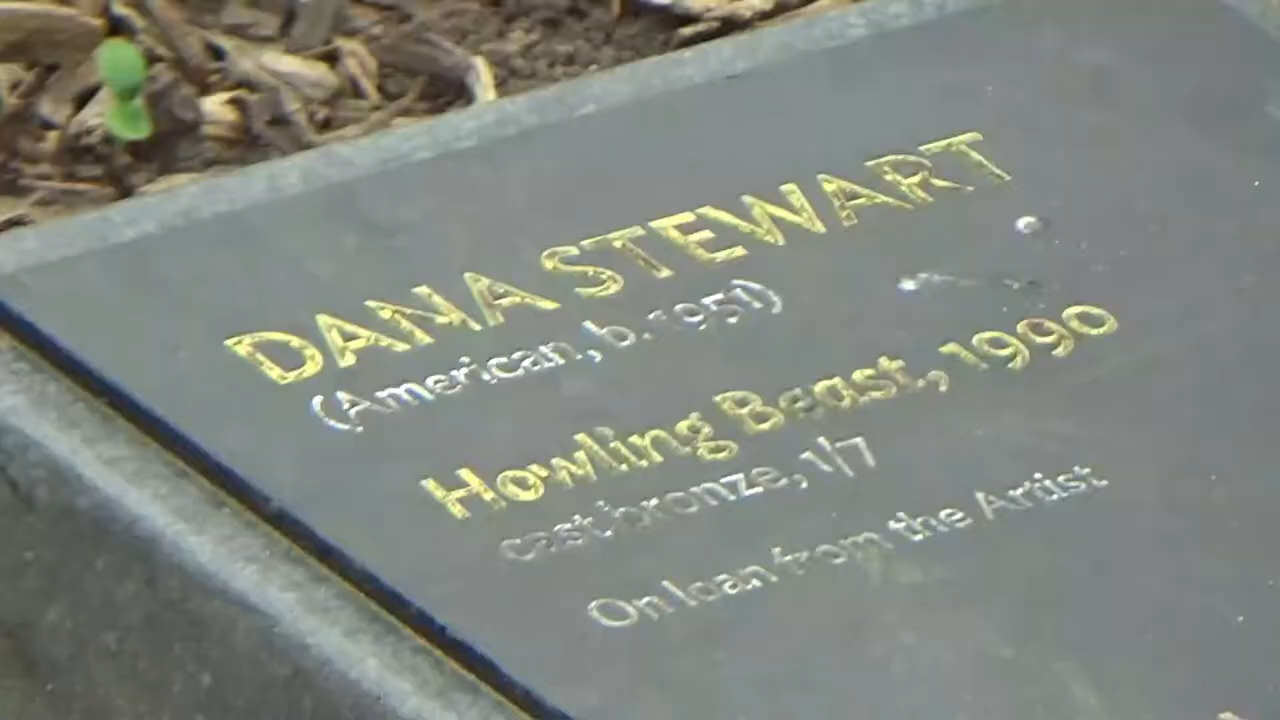 DANA STEWART
(American, b. 1951)
Howling Beast, 1990
cast bronze, 1/7
On loan from the Artist